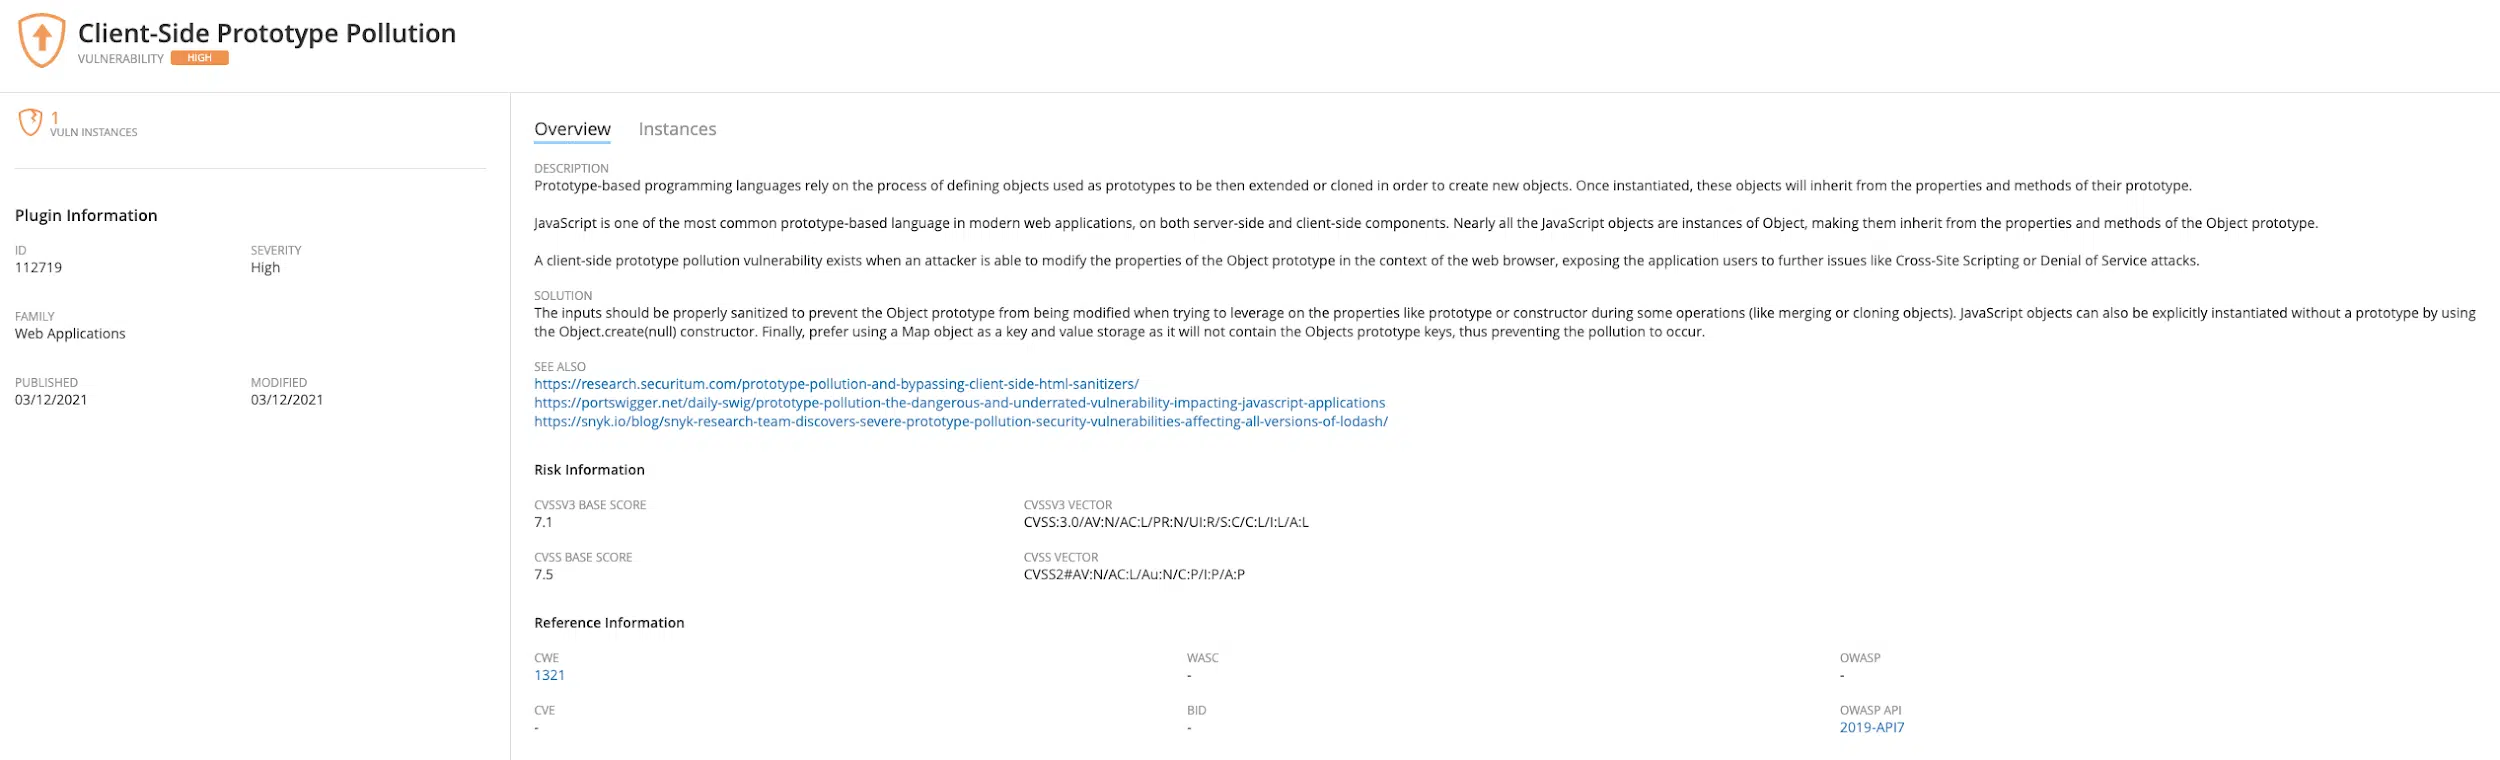 Client-Side Prototype Pollution
VULNERABILITY HIGH
1
VULN INSTANCES
Plugin Information
ID SEVERITY
112719 High
FAMILY
Web Applications
PUBLISHED MODIFIED
03/12/2021 03/12/2021
Overview Instances
DESCRIPTION
Prototype-based programming languages rely on the process of defining objects used as prototypes to be then extended or cloned in order to create new objects. Once instantiated, these objects will inherit from the properties and methods of their prototype.
JavaScript is one of the most common prototype-based language in modern web applications, on both server-side and client-side components. Nearly all the JavaScript objects are instances of Object, making them inherit from the properties and methods of the Object prototype.
A client-side prototype pollution vulnerability exists when an attacker is able to modify the properties of the Object prototype in the context of the web browser, exposing the application users to further issues like Cross-Site Scripting or Denial of Service attacks.
SOLUTION
The inputs should be properly sanitized to prevent the Object prototype from being modified when trying to leverage on the properties like prototype or constructor during some operations (like merging or cloning objects). JavaScript objects can also be explicitly instantiated without a prototype by using
the Object.create(null) constructor. Finally, prefer using a Map object as a key and value storage as it will not contain the Objects prototype keys, thus preventing the pollution to occur.
SEE ALSO
https://research.securitum.com/prototype-pollution-and-bypassing-client-side-html-sanitizers/
https://portswigger.net/daily-swig/prototype-pollution-the-dangerous-and-underrated-vulnerability-impacting-javascript-applications
https://snyk.io/blog/snyk-research-team-discovers-severe-prototype-pollution-security-vulnerabilities-affecting-all-versions-of-lodash/
Risk Information
CVSSV3 BASE SCORE CVSSV3 VECTOR
7.1 CVSS:3.0/AV:N/AC:L/PR:N/UI:R/S:C/C:L/I:L/A:L
CVSS BASE SCORE CVSS VECTOR
7.5 CVSS2#AV:N/AC:L/Au:N/C:P/I:P/A:P
Reference Information
CWE WASC OWASP
1321 - -
CVE BID OWASP API
- - 2019-API7